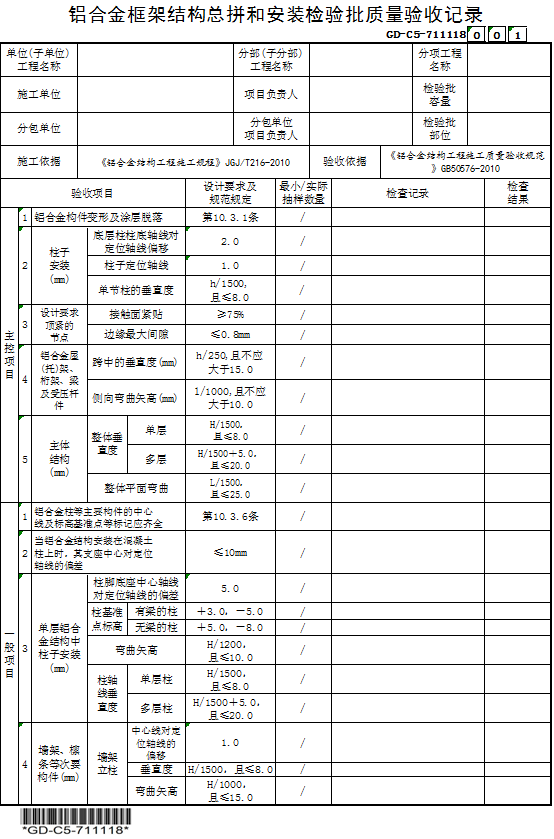 铝合金框架结构总拼和安装检验批质量验收记录
GD-C5-711118 0 0 1
单位(子单位)
工程名称
分部(子分部)
工程名称
分项工程
名称
施工单位
项目负责人
检验批
容量
分包单位
分包单位
项目负责人
检验批
部位
施工依据
《铝合金结构工程施工规程》JGJ/T216-2010
验收依据
《铝合金结构工程施工质量验收规范
》GB50576-2010
验收项目
设计要求及
规范规定
最小/实际
抽样数量
检查记录
检查
结果
主控项目
1
铝合金构件变形及涂层脱落
第10.3.1条
/
2
柱子
安装
(mm)
底层柱柱底轴线对
定位轴线偏移
2.0
/
柱子定位轴线
1.0
/
单节柱的垂直度
h/1500,
且≤8.0
/
3
设计要求
顶紧的
节点
接触面紧贴
≥75%
/
边缘最大间隙
≤0.8mm
/
4
铝合金屋
(托)架、
桁架、梁
及受压杆
件
跨中的垂直度(mm)
h/250,且不应
大于15.0
/
侧向弯曲矢高(mm)
l/1000,且不应
大于10.0
/
5
主体
结构
(mm)
整体垂
直度
单层
H/1500,
且≤8.0
/
多层
H/1500+5.0,
且≤20.0
/
整体平面弯曲
L/1500,
且≤25.0
/
一般项目
1
铝合金柱等主要构件的中心
线及标高基准点等标记应齐全
第10.3.6条
/
2
当铝合金结构安装在混凝土
柱上时，其支座中心对定位
轴线的偏差
≤10mm
/
3
单层铝合
金结构中
柱子安装
(mm)
柱脚底座中心轴线
对定位轴线的偏差
5.0
/
柱基准
点标高
有梁的柱
+3.0，-5.0
/
无梁的柱
+5.0，-8.0
/
弯曲矢高
H/1200,
且≤10.0
/
柱轴
线垂
直度
单层柱
H/1500,
且≤8.0
/
多层柱
H/1500+5.0,
且≤20.0
/
4
墙架、檩
条等次要
构件(mm)
墙架
立柱
中心线对定
位轴线的
偏移
1.0
/
垂直度
H/1500，且≤8.0
/
弯曲矢高
H/1000,
且≤15.0
/
*GD-C5-711118*